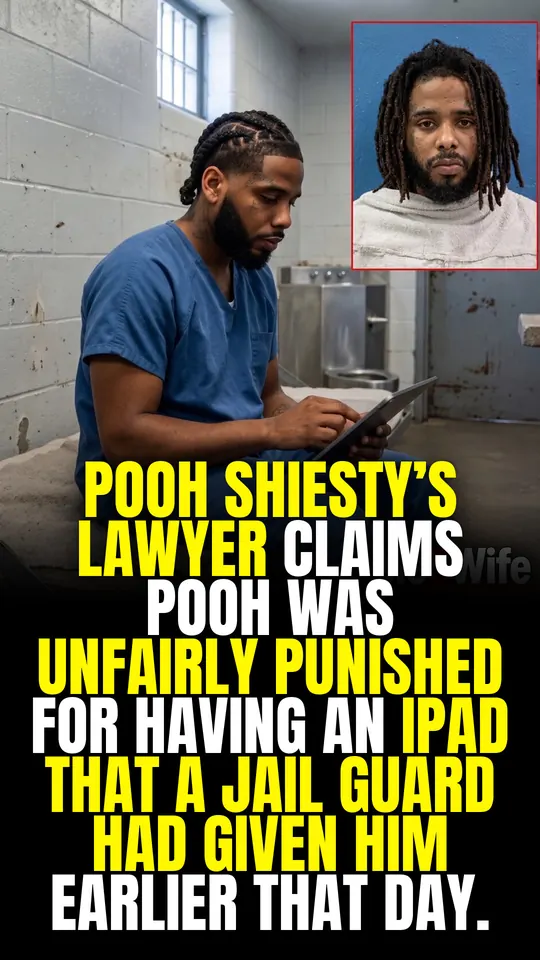 POOH SHIESTY’S
LAWYER CLAIMS
POOH WAS
UNFAIRLY PUNISHED
FOR HAVING AN IPAD
THAT A JAIL GUARD
HAD GIVEN HIM
EARLIER THAT DAY.
Wife